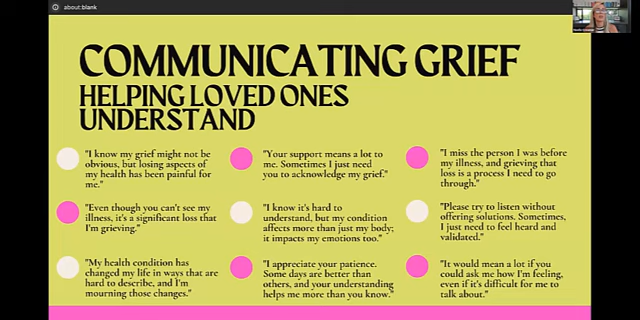 about:blank
COMMUNICATING GRIEF
HELPING LOVED ONES
UNDERSTAND
"I know my grief might not be
obvious, but losing aspects of
my health has been painful for
me."
"Your support means a lot to
me. Sometimes I just need
you to acknowledge my grief."
"I miss the person I was before
my illness, and grieving that
loss is a process I need to go
through."
"Even though you can't see my
illness, it's a significant loss that
I'm grieving."
"I know it's hard to
understand, but my condition
affects more than just my body;
it impacts my emotions too."
"Please try to listen without
offering solutions. Sometimes,
I just need to feel heard and
validated."
"My health condition has
changed my life in ways that are
hard to describe, and I'm
mourning those changes."
"I appreciate your patience.
Some days are better than
others, and your understanding
helps me more than you know."
"It would mean a lot if you
could ask me how I'm feeling,
even if it's difficult for me to
talk about."